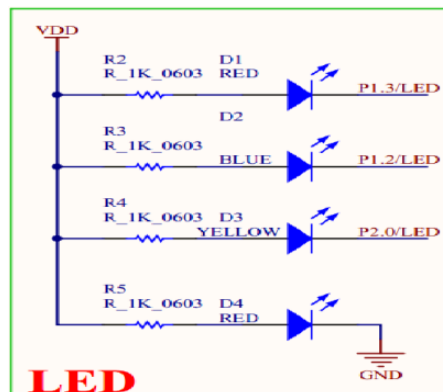 VDD
R2 D1
R_1K_0603 RED
P1.3/LED
R3 D2
R_1K_0603 BLUE
P1.2/LED
R4
R_1K_0603 D3
YELLOW P2.0/LED
R5
R_1K_0603 D4
RED
GND
LED